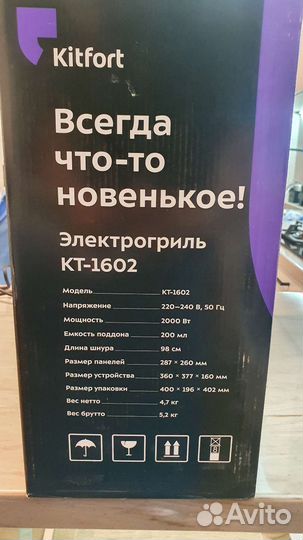 Kitfort
Всегда
что-то
новенькое!
Электрогриль
КТ-1602
Модель КТ-1602
Напряжение 220—240 В, 50 Гц
Мощность 2000 Вт
Емкость поддона 200 мл
Длина шнура 98 см
Размер панелей 287 × 260 мм
Размер устройства 360 × 377 × 160 мм
Размер упаковки 400 × 196 × 402 мм
Вес нетто 4,7 кг
Вес брутто 5,2 кг
8
Avito